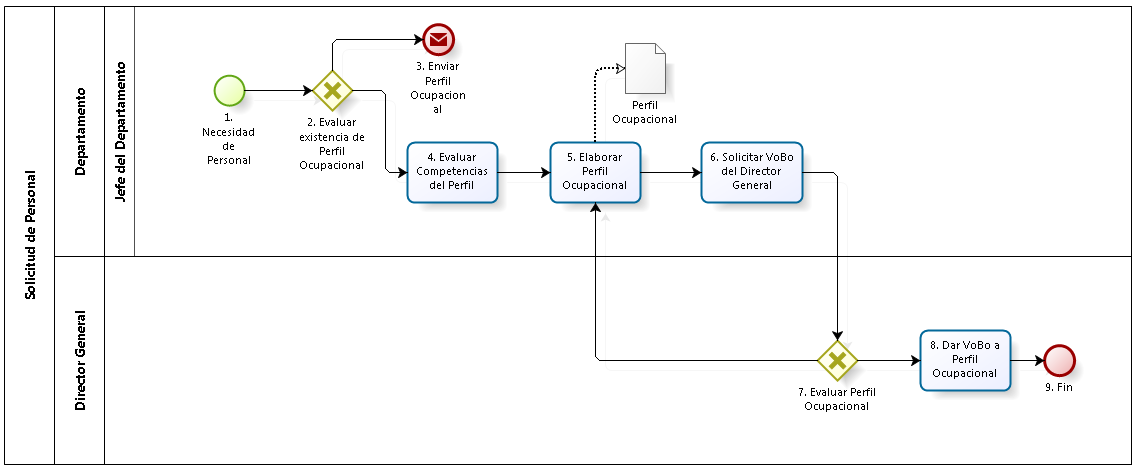 Solicitud de Personal
Departamento
Jefe del Departamento
1.
Necesidad
de
Personal
2. Evaluar
existencia de
Perfil
Ocupacional
3. Enviar
Perfil
Ocupacion
al
4. Evaluar
Competencias
del Perfil
5. Elaborar
Perfil
Ocupacional
Perfil
Ocupacional
6. Solicitar VoBo
del Director
General
Director General
7. Evaluar Perfil
Ocupacional
8. Dar VoBo a
Perfil
Ocupacional
9. Fin